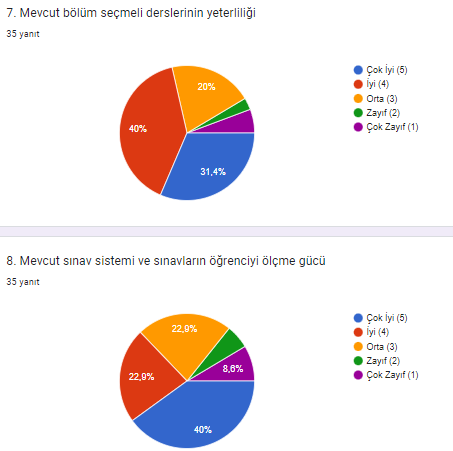 7. Mevcut bölüm seçmeli derslerinin yeterliliği
35 yanıt
20%
40%
31,4%
Çok İyi (5)
İyi (4)
Orta (3)
Zayıf (2)
Çok Zayıf (1)
8. Mevcut sınav sistemi ve sınavların öğrenciyi ölçme gücü
35 yanıt
22,9%
22,9%
8,6%
40%
Çok İyi (5)
İyi (4)
Orta (3)
Zayıf (2)
Çok Zayıf (1)